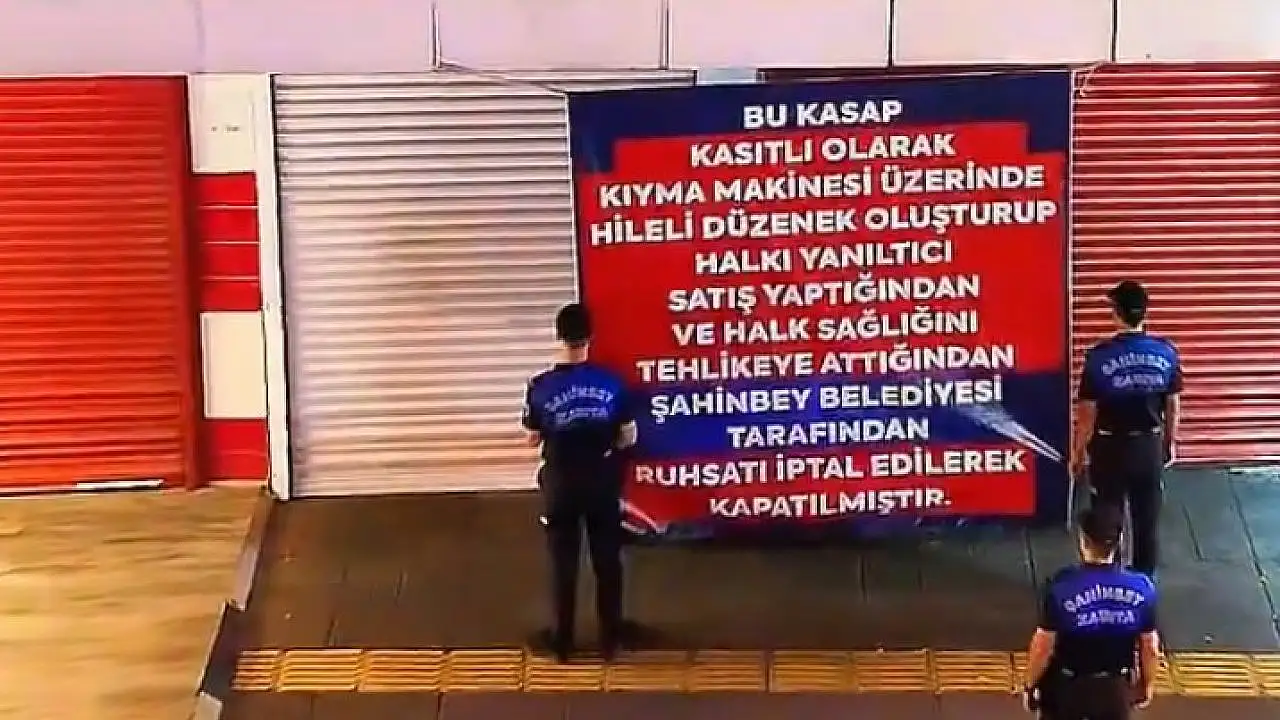 BU KASAP
KASITLI OLARAK
KIYMA MAKİNESİ ÜZERİNDE
HİLELİ DÜZENEK OLUŞTURUP
HALKI YANILTICI
SATIŞ YAPTIĞINDAN
VE HALK SAĞLIĞINI
TEHLİKEYE ATTIĞINDAN
ŞAHİNBEY BELEDİYESİ
TARAFINDAN
RUHSATI İPTAL EDİLEREK
KAPATILMIŞTIR.
ŞAHİNBEY
ZABITA
ŞAHİNBEY
ZABITA
ŞAHİNBEY
ZABITA